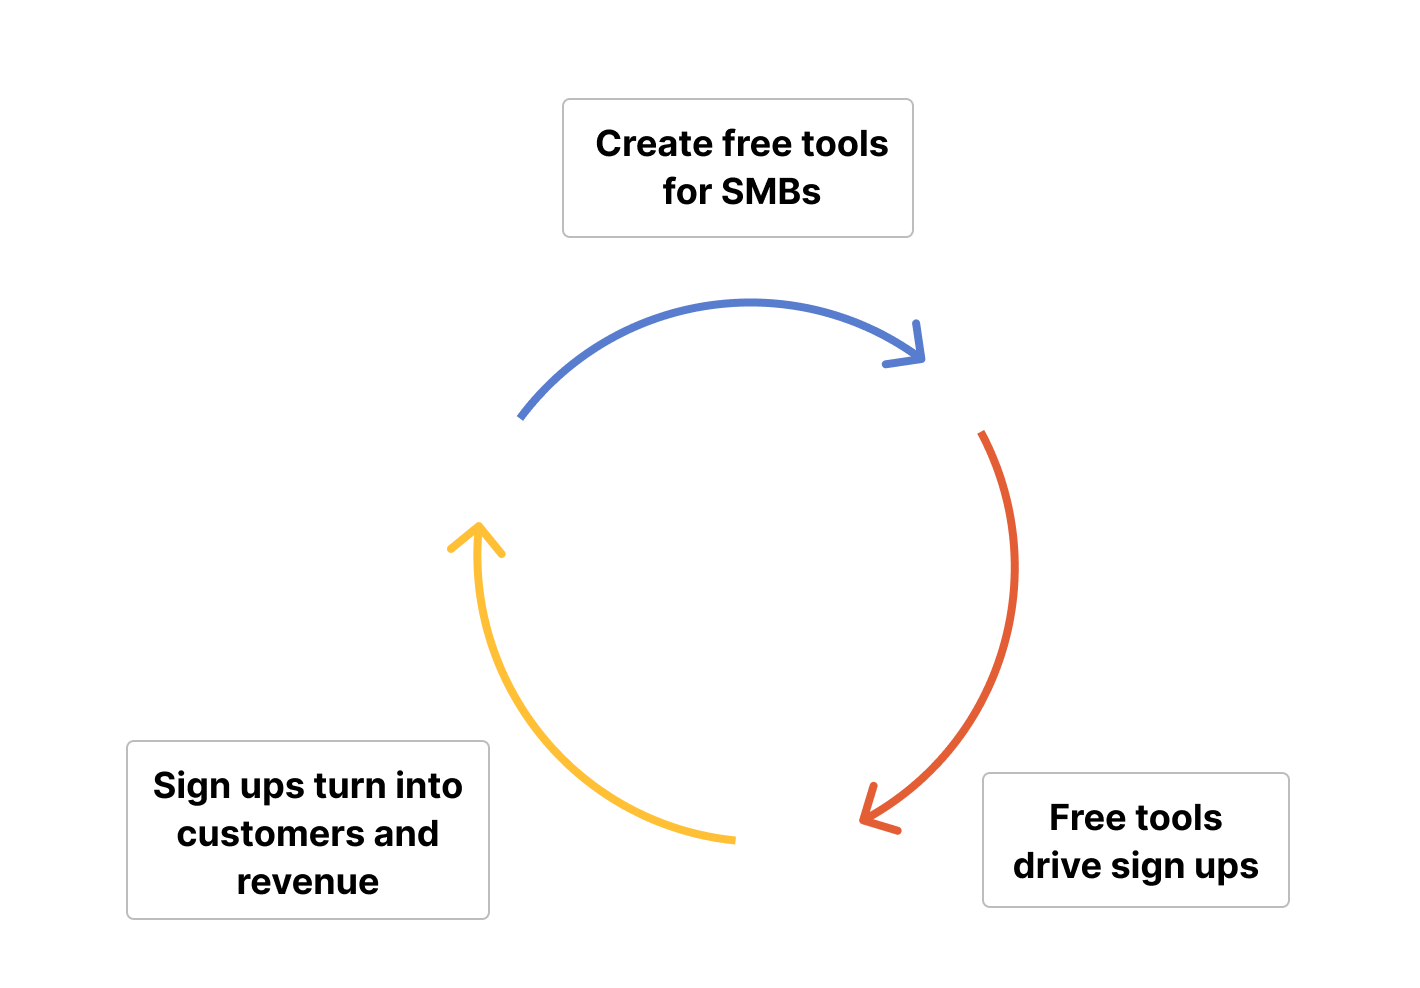 Create free tools
for SMBs
Free tools
drive sign ups
Sign ups turn into
customers and
revenue